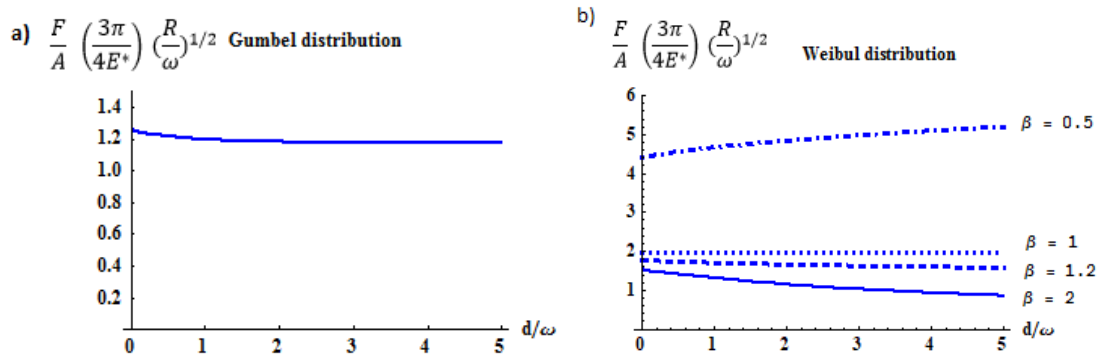 a) F/A (3π/4E*) (R/ω)^1/2 Gumbel distribution
1.4
1.2
1.0
0.8
0.6
0.4
0.2
0 1 2 3 4 5 d/ω
b) F/A (3π/4E*) (R/ω)^1/2 Weibul distribution
6
5
4
3
2
1
0 1 2 3 4 5 d/ω
β = 0.5
β = 1
β = 1.2
β = 2